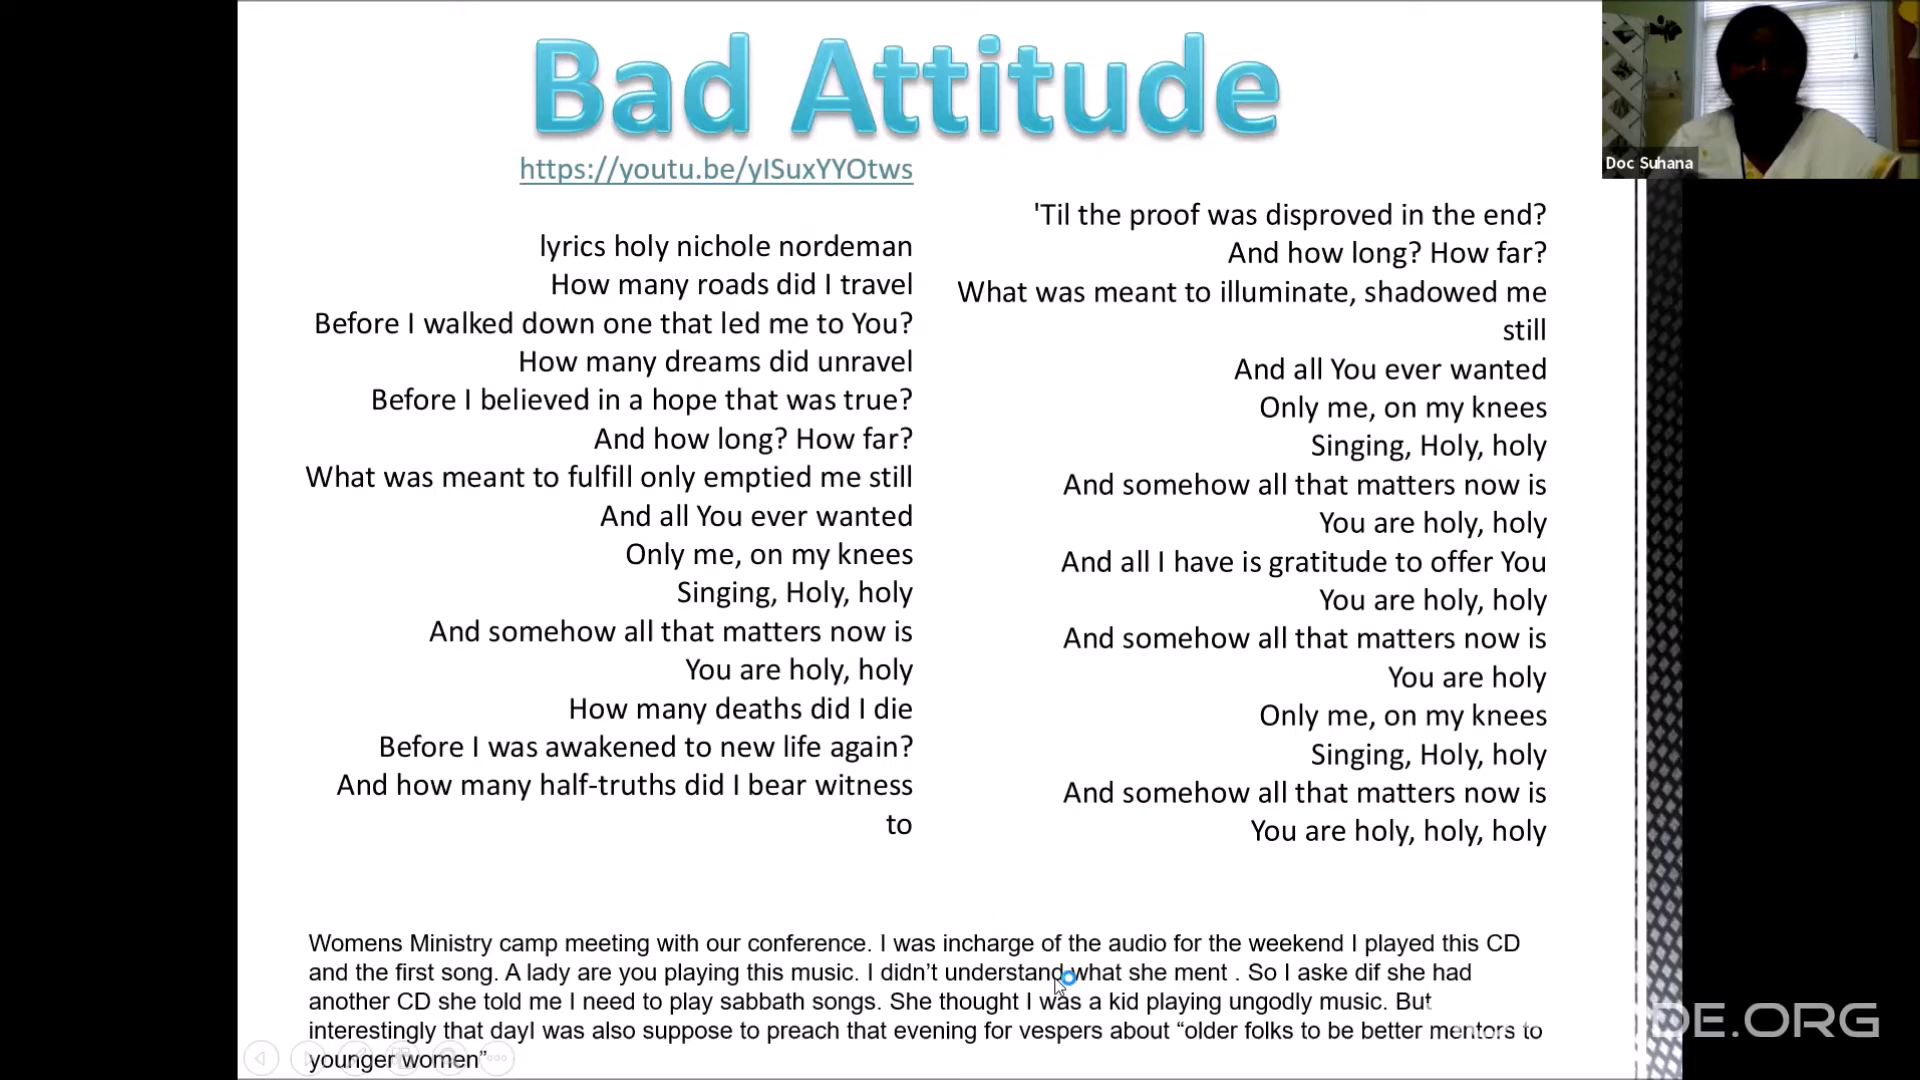 Bad Attitude
https://youtu.be/yISuxYYOtws
lyrics holy nichole nordeman
How many roads did I travel
Before I walked down one that led me to You?
How many dreams did unravel
Before I believed in a hope that was true?
And how long? How far?
What was meant to fulfill only emptied me still
And all You ever wanted
Only me, on my knees
Singing, Holy, holy
And somehow all that matters now is
You are holy, holy
How many deaths did I die
Before I was awakened to new life again?
And how many half-truths did I bear witness
to
'Til the proof was disproved in the end?
And how long? How far?
What was meant to illuminate, shadowed me
still
And all You ever wanted
Only me, on my knees
Singing, Holy, holy
And somehow all that matters now is
You are holy, holy
And all I have is gratitude to offer You
You are holy, holy
And somehow all that matters now is
You are holy
Only me, on my knees
Singing, Holy, holy
And somehow all that matters now is
You are holy, holy, holy
Womens Ministry camp meeting with our conference. I was incharge of the audio for the weekend I played this CD
and the first song. A lady are you playing this music. I didn’t understand what she ment . So I aske dif she had
another CD she told me I need to play sabbath songs. She thought I was a kid playing ungodly music. But
interestingly that dayI was also suppose to preach that evening for vespers about “older folks to be better mentors to
younger women”
Doc Suhana
DE.ORG